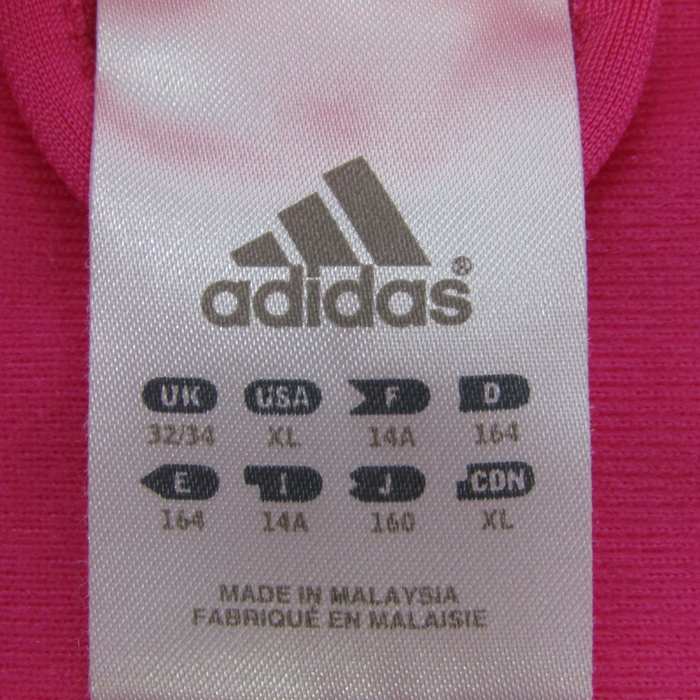 adidas®
UK USA F D
32/34 XL 14A 164
E I J CDN
164 14A 160 XL
MADE IN MALAYSIA
FABRIQUÉ EN MALAISIE